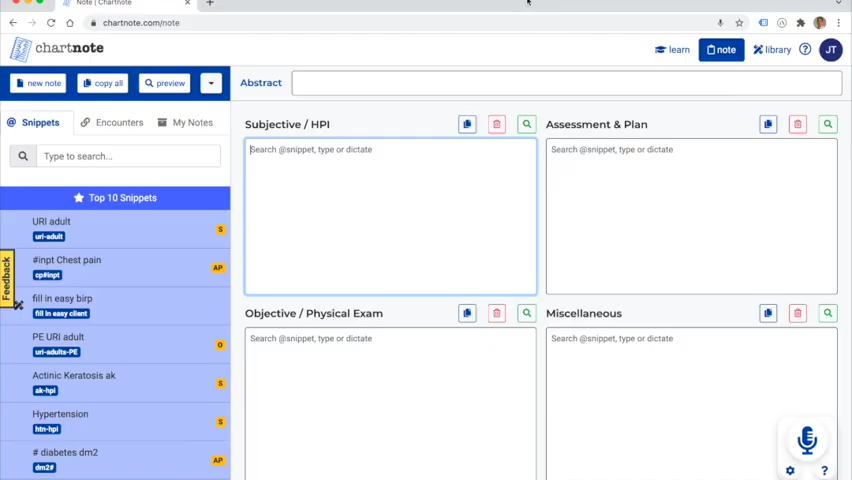 Note | Chartnote
chartnote.com/note
chartnote
learn
note
library
JT
new note
copy all
preview
Abstract
Snippets
Encounters
My Notes
Type to search...
Top 10 Snippets
URI adult
uri-adult
S
#inpt Chest pain
cp#inpt
AP
fill in easy birp
fill in easy client
PE URI adult
uri-adults-PE
O
Actinic Keratosis ak
ak-hpi
S
Hypertension
htn-hpi
S
# diabetes dm2
dm2#
AP
Feedback
Subjective / HPI
Search @snippet, type or dictate
Assessment & Plan
Search @snippet, type or dictate
Objective / Physical Exam
Search @snippet, type or dictate
Miscellaneous
Search @snippet, type or dictate